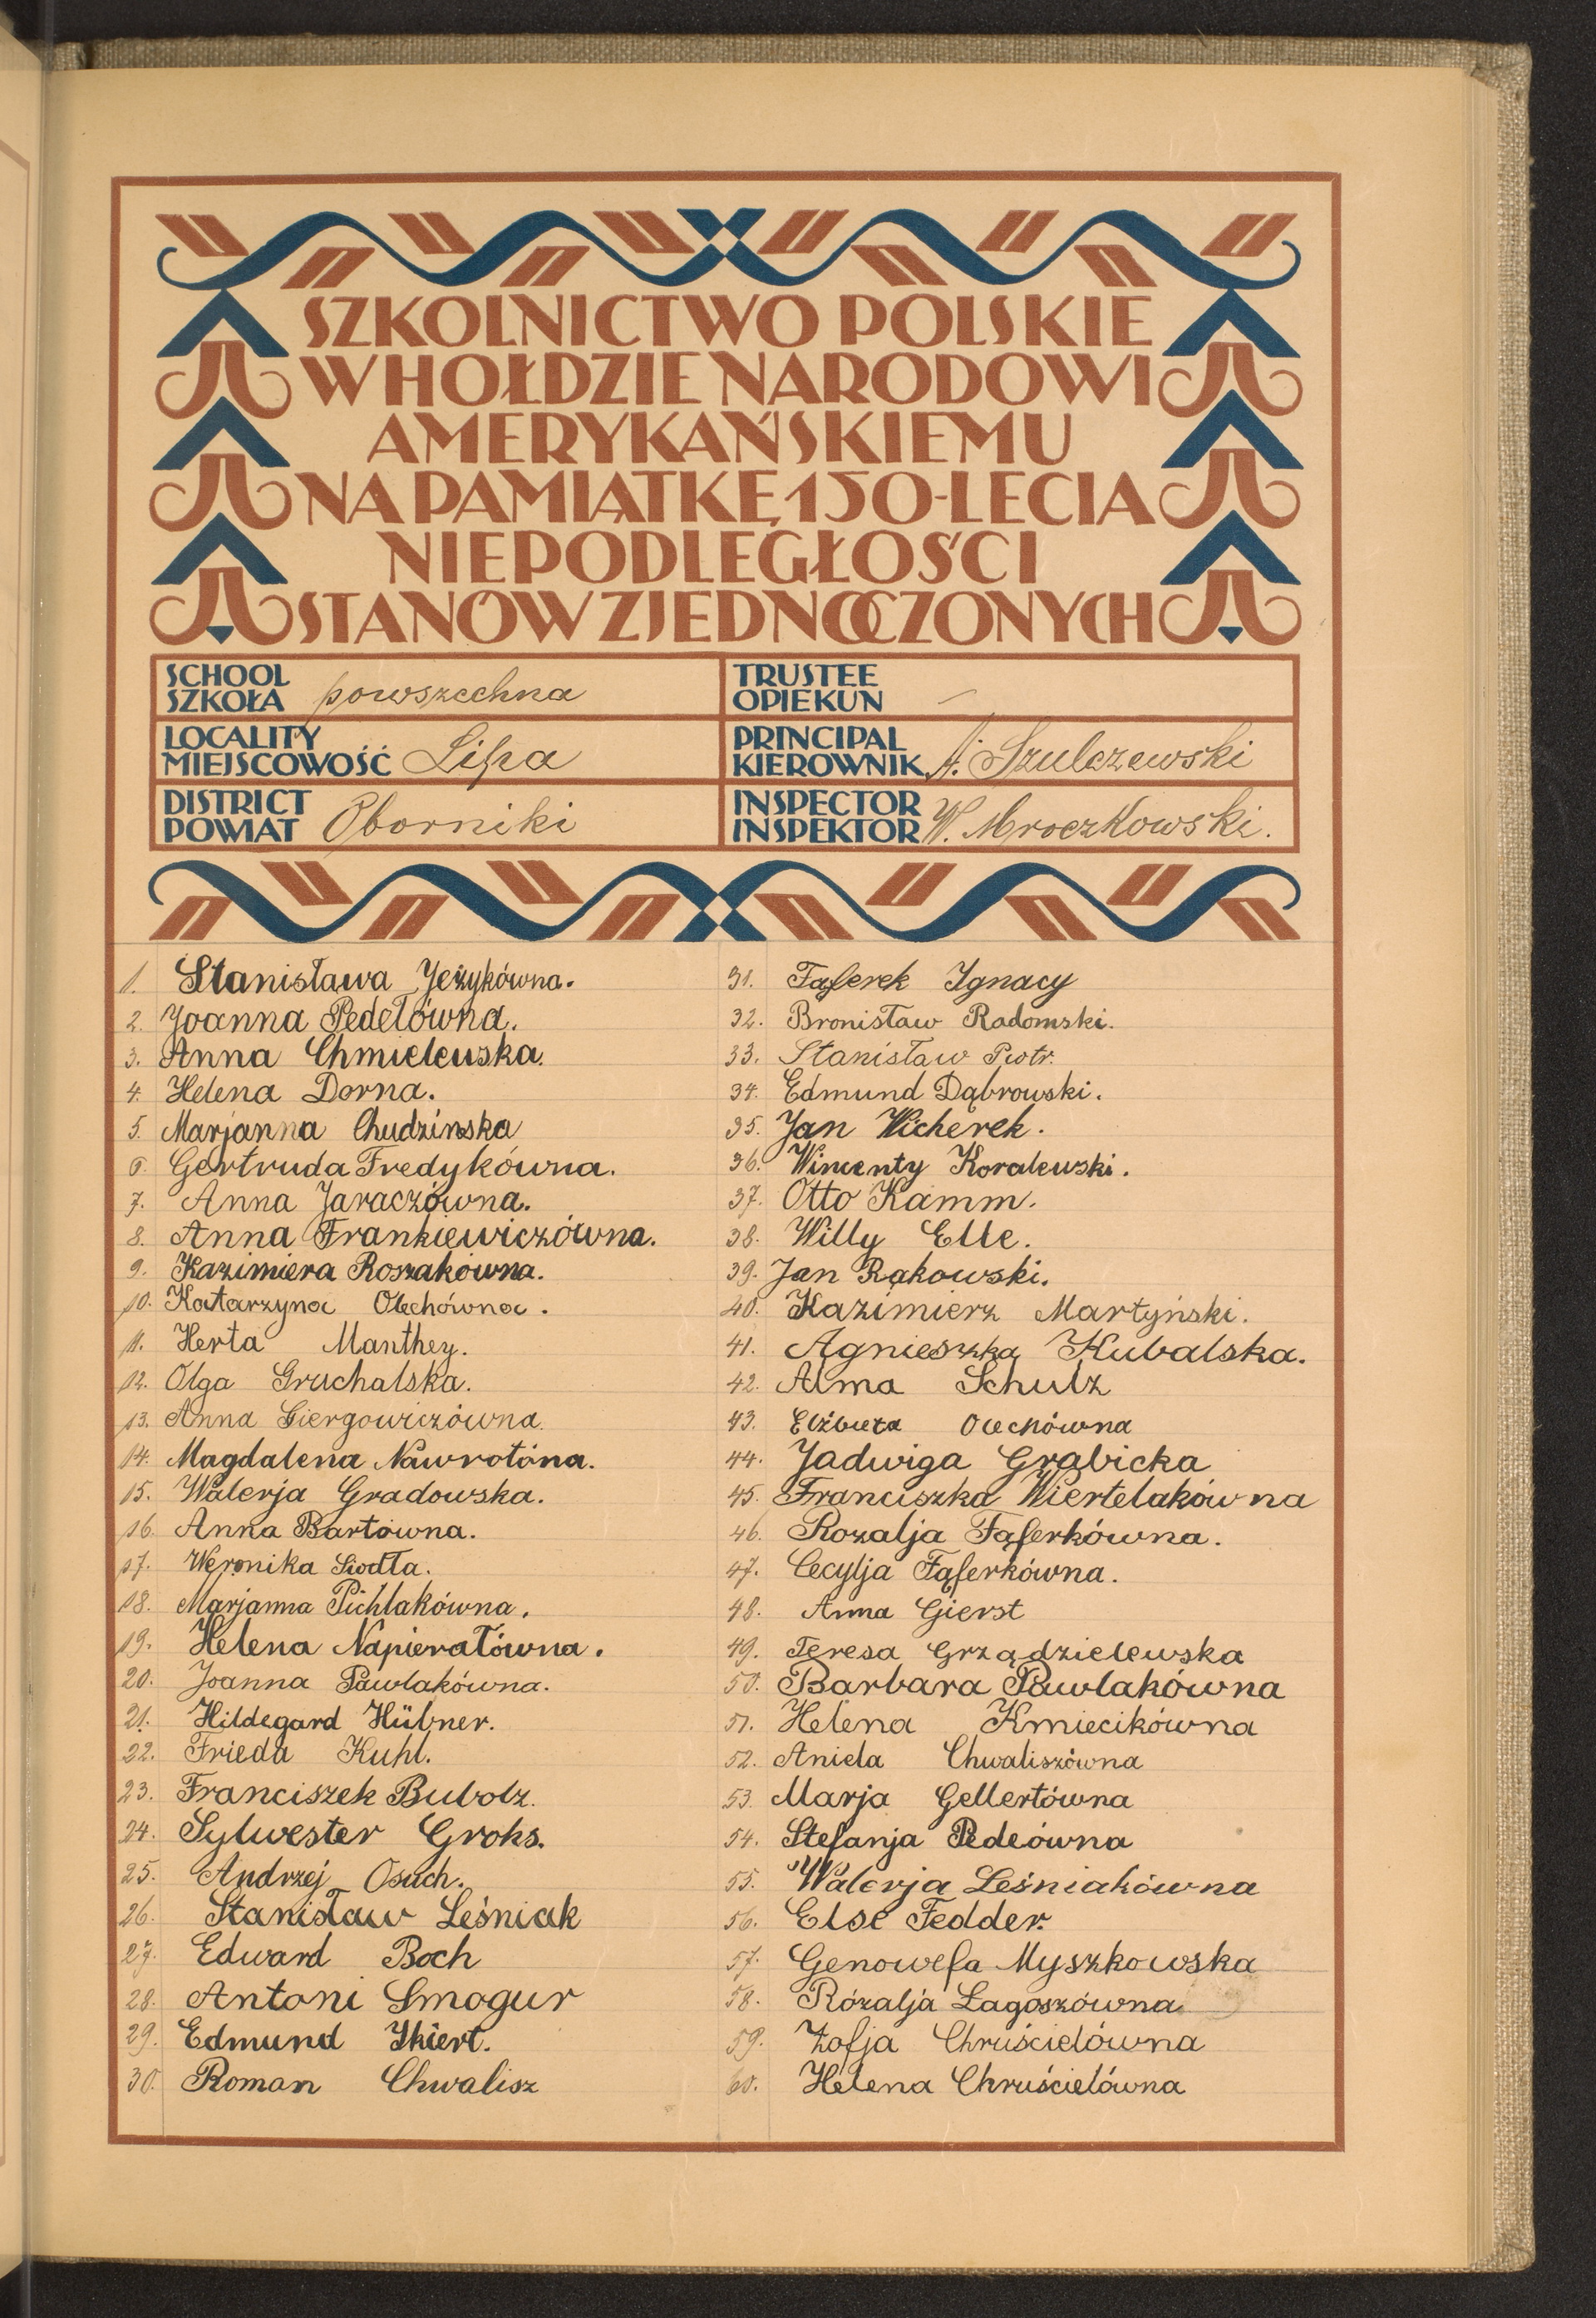 SZKOLNICTWO POLSKIE
W HOŁDZIE NARODOWI
AMERYKAŃSKIEMU
NA PAMIĄTKĘ 150-LECIA
NIEPODLEGŁOŚCI
STANÓW ZJEDNOCZONYCH
SCHOOL
SZKOŁA powszechna
TRUSTEE
OPIEKUN —
LOCALITY
MIEJSCOWOŚĆ Lipa
PRINCIPAL
KIEROWNIK A. Szulczewski
DISTRICT
POWIAT Oborniki
INSPECTOR
INSPEKTOR W. Mroczkowski.
1. Stanisława Jeżykówna.
2. Joanna Pedełówna.
3. Anna Chmielewska.
4. Helena Dorna.
5. Marjanna Chudzińska
6. Gertruda Fredykówna.
7. Anna Jaraczówna.
8. Anna Frankiewiczówna.
9. Kazimiera Roszakówna.
10. Katarzyna Olechówna.
11. Herta Manthey.
12. Olga Gruchalska.
13. Anna Giergowiczówna.
14. Magdalena Nawrotóna.
15. Walerja Gradowska.
16. Anna Bartówna.
17. Weronika Siodła.
18. Marjanna Pichlakówna.
19. Helena Napierałówna.
20. Joanna Pawlakówna.
21. Hildegard Hübner.
22. Frieda Kuhl.
23. Franciszek Bubolz.
24. Sylwester Groks.
25. Andrzej Osuch.
26. Stanisław Leśniak
27. Edward Boch
28. Antoni Smogur
29. Edmund Skiert.
30. Roman Chwalisz
31. Fąferek Ignacy
32. Bronisław Radomski.
33. Stanisław Piotr.
34. Edmund Dąbrowski.
35. Jan Wicherek.
36. Wincenty Koralewski.
37. Otto Kamm.
38. Willy Elle.
39. Jan Rakowski.
40. Kazimierz Martyński.
41. Agnieszka Kubalska.
42. Alma Schulz
43. Elżbieta Olechówna
44. Jadwiga Grabicka
45. Franciszka Wiertelakówna
46. Rozalja Fąferkówna.
47. Cecylja Fąferkówna.
48. Anna Gierst
49. Teresa Grządzielewska
50. Barbara Pawlakówna
51. Helena Kmiecikówna
52. Aniela Chwaliszówna
53. Marja Gellertówna
54. Stefanja Pedeówna
55. Walerja Leśniakówna
56. Else Fedder.
57. Genowefa Myszkowska
58. Rózalja Łagoszówna.
59. Zofja Chruścielówna
60. Helena Chruścielówna